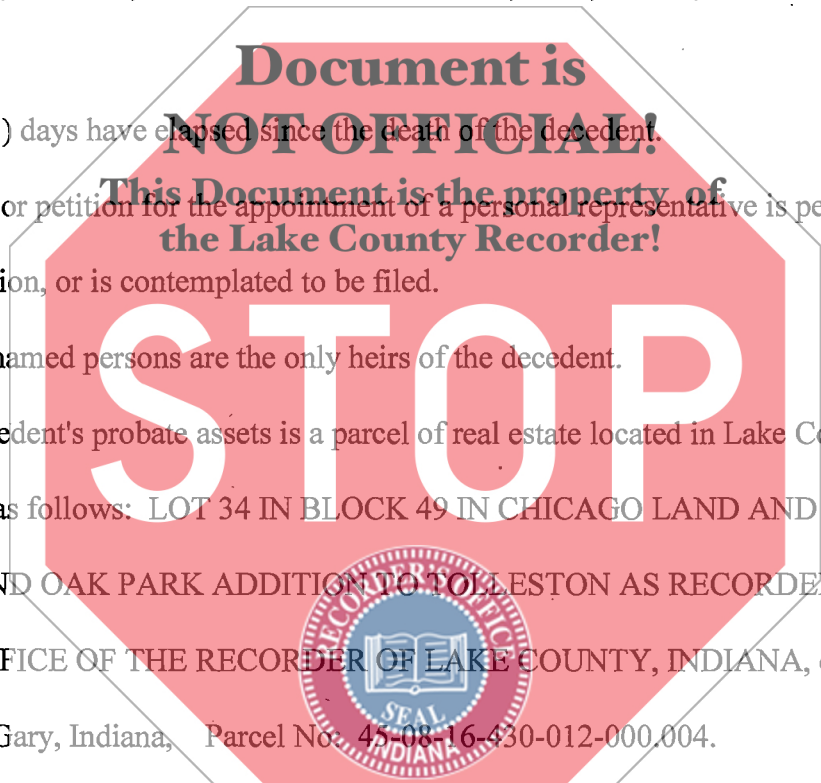 Document is
) days have elapsed since the death of the decedent.
NOT OFFICIAL!
This Document is the property of
or petition for the appointment of a personal representative is pe
the Lake County Recorder!
ion, or is contemplated to be filed.
STOP
named persons are the only heirs of the decedent.
edent's probate assets is a parcel of real estate located in Lake Co
as follows: LOT 34 IN BLOCK 49 IN CHICAGO LAND AND
ND OAK PARK ADDITION TO TOLLESTON AS RECORDE
FICE OF THE RECORDER OF LAKE COUNTY, INDIANA,
Gary, Indiana, Parcel No: 45-08-16-430-012-000.004.
RECORDER'S OFFICE
SEAL
INDIANA